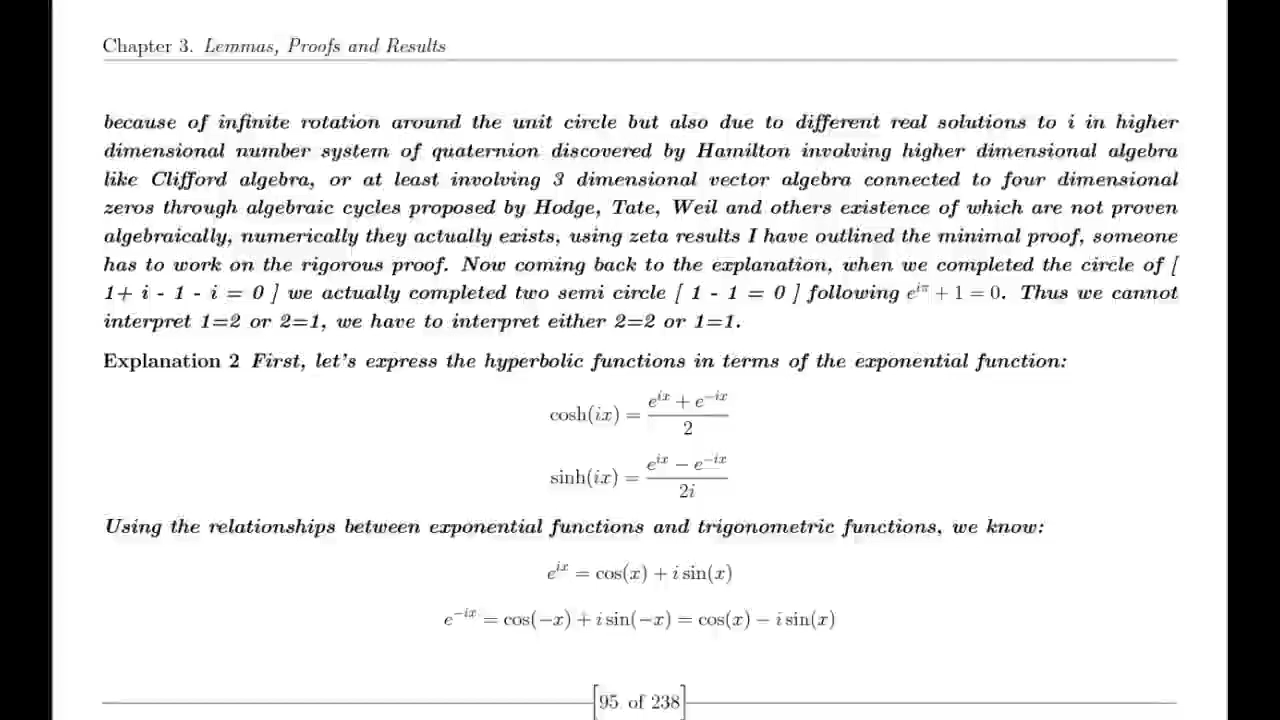 Chapter 3. Lemmas, Proofs and Results
because of infinite rotation around the unit circle but also due to different real solutions to i in higher
dimensional number system of quaternion discovered by Hamilton involving higher dimensional algebra
like Clifford algebra, or at least involving 3 dimensional vector algebra connected to four dimensional
zeros through algebraic cycles proposed by Hodge, Tate, Weil and others existence of which are not proven
algebraically, numerically they actually exists, using zeta results I have outlined the minimal proof, someone
has to work on the rigorous proof. Now coming back to the explanation, when we completed the circle of [
1+ i - 1 - i = 0 ] we actually completed two semi circle [ 1 - 1 = 0 ] following e^{iπ} + 1 = 0. Thus we cannot
interpret 1=2 or 2=1, we have to interpret either 2=2 or 1=1.
Explanation 2 First, let's express the hyperbolic functions in terms of the exponential function:
cosh(ix) = \frac{e^{ix} + e^{-ix}}{2}
sinh(ix) = \frac{e^{ix} - e^{-ix}}{2i}
Using the relationships between exponential functions and trigonometric functions, we know:
e^{ix} = cos(x) + i sin(x)
e^{-ix} = cos(−x) + i sin(−x) = cos(x) − i sin(x)
[95 of 238]